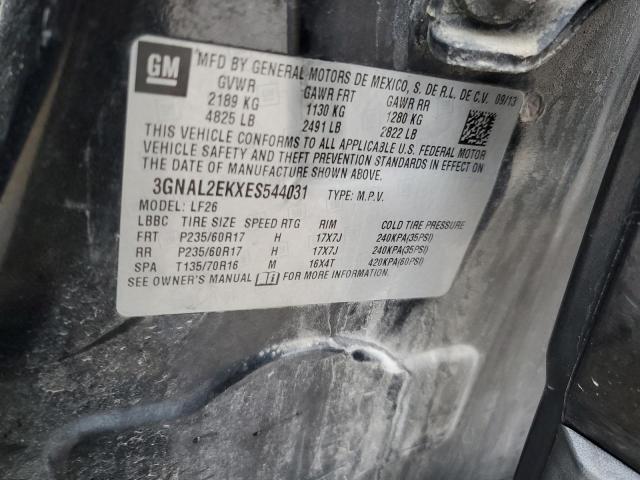 GM
MFD BY GENERAL MOTORS DE MEXICO, S. DE R.L. DE C.V. 09/13
GVWR GAWR FRT GAWR RR
2189 KG 1130 KG 1280 KG
4825 LB 2491 LB 2822 LB
THIS VEHICLE CONFORMS TO ALL APPLICABLE U.S. FEDERAL MOTOR
VEHICLE SAFETY AND THEFT PREVENTION STANDARDS IN EFFECT ON
THE DATE OF MANUFACTURE SHOWN ABOVE.
3GNAL2EKXES544031 TYPE: M.P.V.
MODEL: LF26
LBBC TIRE SIZE SPEED RTG RIM COLD TIRE PRESSURE
FRT P235/60R17 H 17X7J 240KPA(35PSI)
RR P235/60R17 H 17X7J 240KPA(35PSI)
SPA T135/70R16 M 16X4T 420KPA(60PSI)
SEE OWNER'S MANUAL FOR MORE INFORMATION.